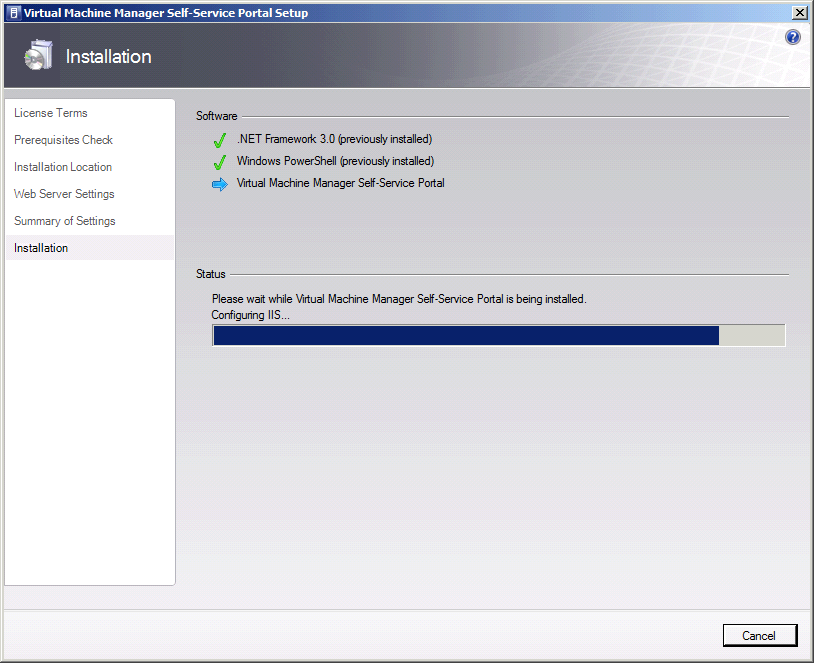 Virtual Machine Manager Self-Service Portal Setup
?
Installation
License Terms
Prerequisites Check
Installation Location
Web Server Settings
Summary of Settings
Installation
Software
.NET Framework 3.0 (previously installed)
Windows PowerShell (previously installed)
Virtual Machine Manager Self-Service Portal
Status
Please wait while Virtual Machine Manager Self-Service Portal is being installed.
Configuring IIS...
Cancel